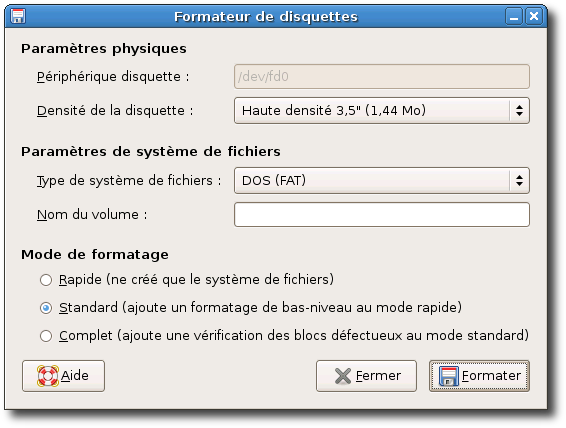 Formateur de disquettes
Paramètres physiques
Périphérique disquette :
/dev/fd0
Densité de la disquette :
Haute densité 3,5" (1,44 Mo)
Paramètres de système de fichiers
Type de système de fichiers :
DOS (FAT)
Nom du volume :
Mode de formatage
Rapide (ne créé que le système de fichiers)
Standard (ajoute un formatage de bas-niveau au mode rapide)
Complet (ajoute une vérification des blocs défectueux au mode standard)
Aide
Fermer
Formater